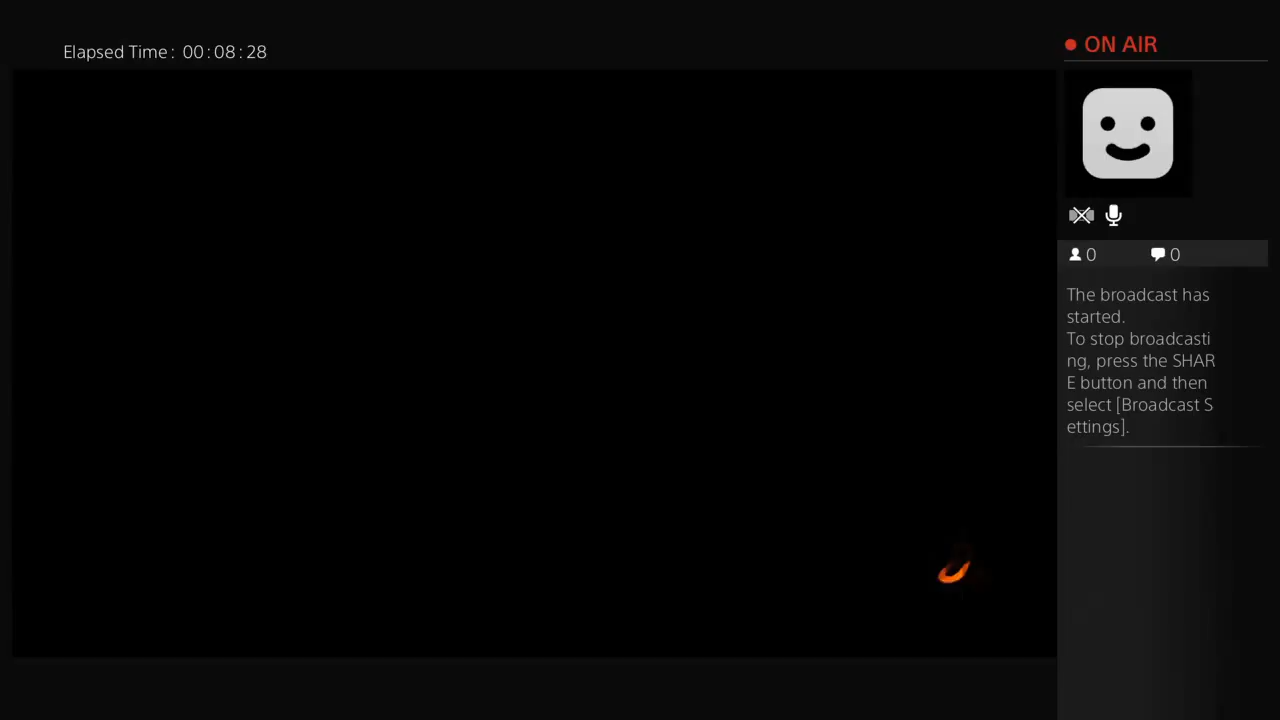 Elapsed Time: 00:08:28
ON AIR
0 0
The broadcast has
started.
To stop broadcasti
ng, press the SHAR
E button and then
select [Broadcast S
ettings].